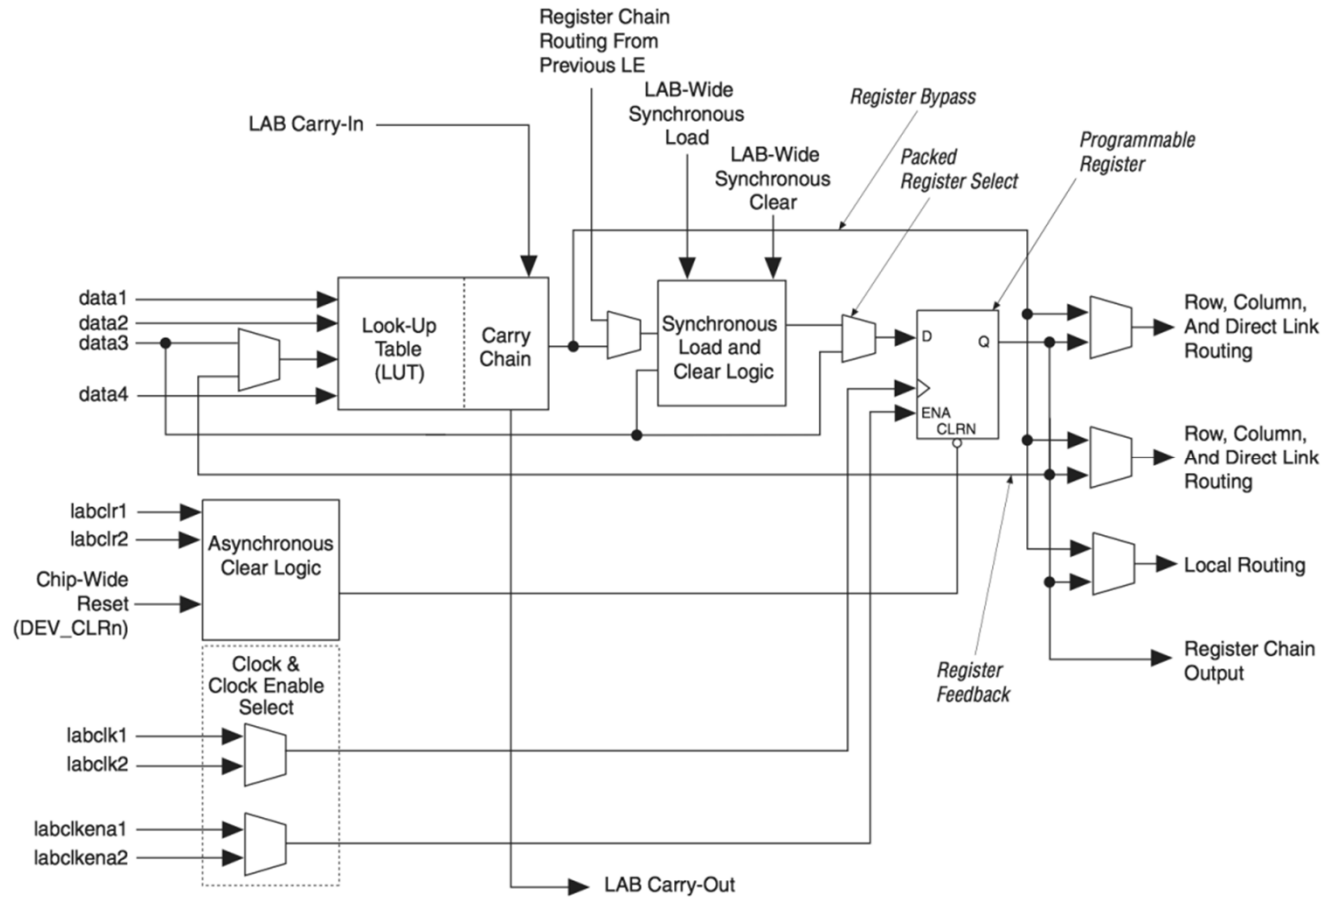 Register Chain
Routing From
Previous LE
LAB-Wide
Synchronous
Load
LAB-Wide
Synchronous
Clear
LAB Carry-In
Register Bypass
Packed
Register Select
Programmable
Register
data1
data2
data3
data4
Look-Up
Table
(LUT)
Carry
Chain
Synchronous
Load and
Clear Logic
D
Q
ENA
CLRN
Row, Column,
And Direct Link
Routing
Row, Column,
And Direct Link
Routing
Local Routing
Register Chain
Output
Register
Feedback
labclr1
labclr2
Chip-Wide
Reset
(DEV_CLRn)
Asynchronous
Clear Logic
Clock &
Clock Enable
Select
labclk1
labclk2
labclkena1
labclkena2
LAB Carry-Out